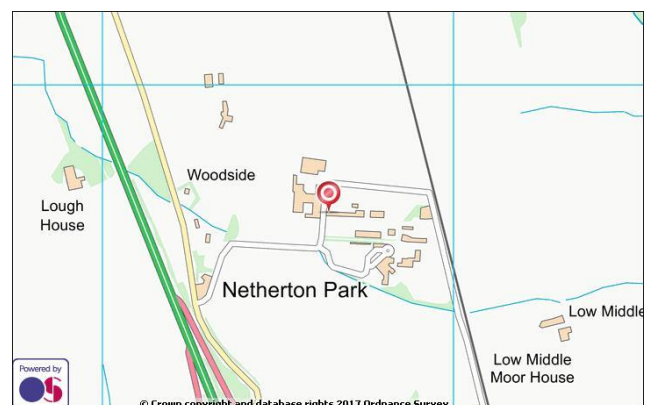 Woodside
Lough
House
Netherton Park
Low Middle
Low Middle
Moor House
Powered by
OS
© Crown copyright and database rights 2017 Ordnance Survey